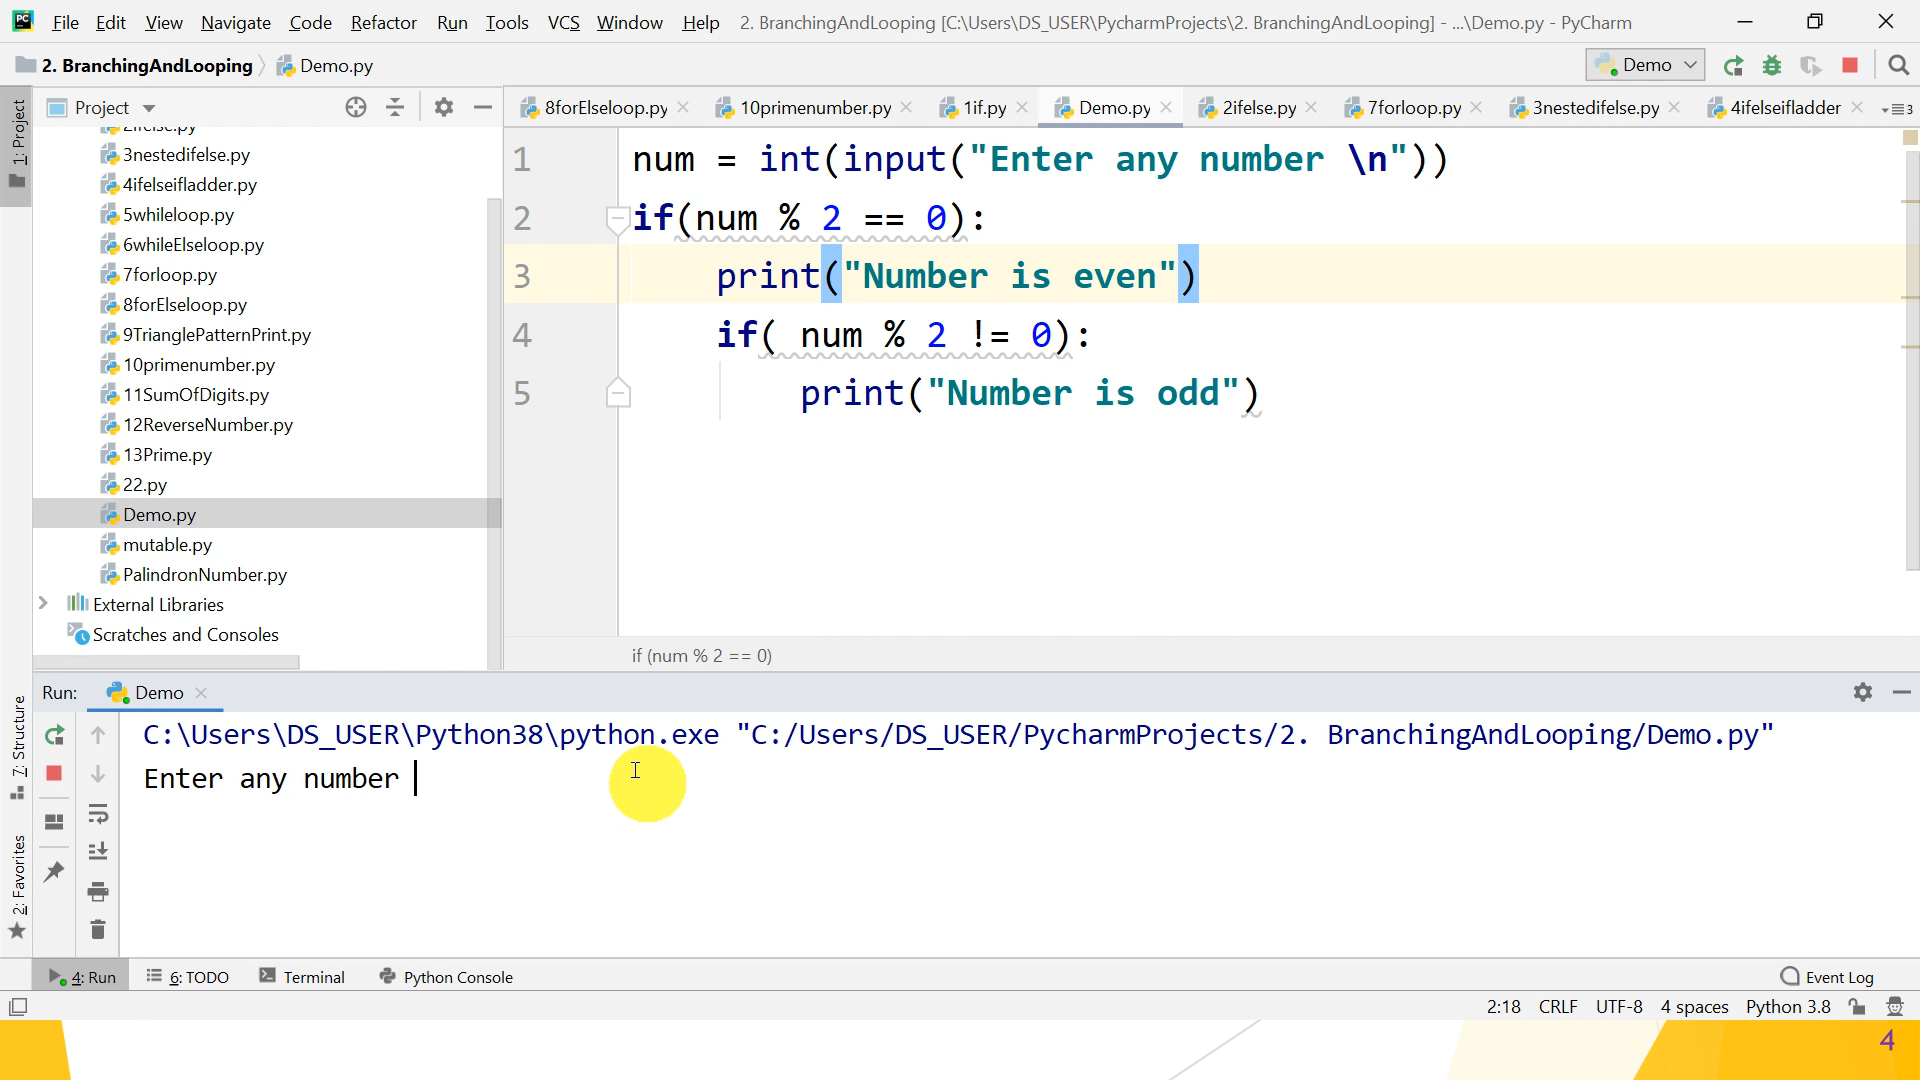 File Edit View Navigate Code Refactor Run Tools VCS Window Help 2. BranchingAndLooping [C:\Users\DS_USER\PycharmProjects\2. BranchingAndLooping] - ...\Demo.py - PyCharm
2. BranchingAndLooping Demo.py Demo
1: Project
Project
8forElseloop.py 10primenumber.py 1if.py Demo.py 2ifelse.py 7forloop.py 3nestedifelse.py 4ifelseifladder 3
2ifelse.py
3nestedifelse.py
4ifelseifladder.py
5whileloop.py
6whileElseloop.py
7forloop.py
8forElseloop.py
9TrianglePatternPrint.py
10primenumber.py
11SumOfDigits.py
12ReverseNumber.py
13Prime.py
22.py
Demo.py
mutable.py
PalindronNumber.py
External Libraries
Scratches and Consoles
1 num = int(input("Enter any number \n"))
2 if(num % 2 == 0):
3 print("Number is even")
4 if( num % 2 != 0):
5 print("Number is odd")
if (num % 2 == 0)
Run: Demo
7: Structure
2: Favorites
C:\Users\DS_USER\Python38\python.exe "C:/Users/DS_USER/PycharmProjects/2. BranchingAndLooping/Demo.py"
Enter any number
4: Run 6: TODO Terminal Python Console Event Log
2:18 CRLF UTF-8 4 spaces Python 3.8
4